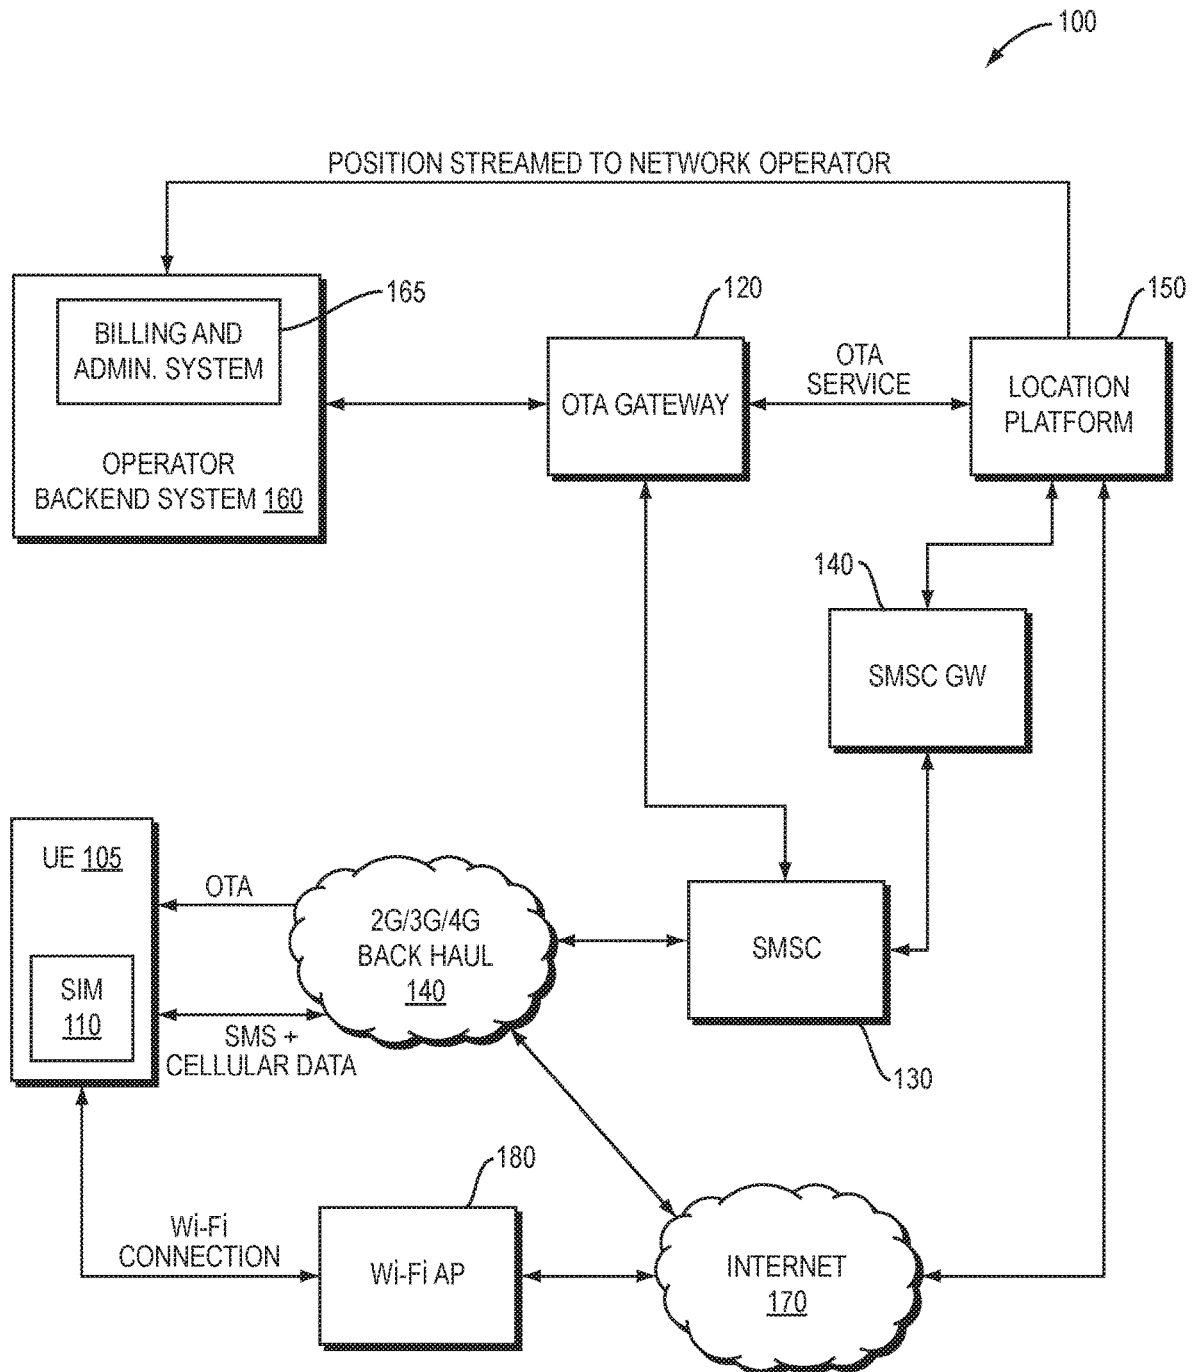 100
POSITION STREAMED TO NETWORK OPERATOR
165
BILLING AND
ADMIN. SYSTEM
OPERATOR
BACKEND SYSTEM 160
120
OTA GATEWAY
OTA
SERVICE
150
LOCATION
PLATFORM
140
SMSC GW
UE 105
OTA
SIM
110
SMS +
CELLULAR DATA
2G/3G/4G
BACK HAUL
140
SMSC
130
Wi-Fi
CONNECTION
180
Wi-Fi AP
INTERNET
170